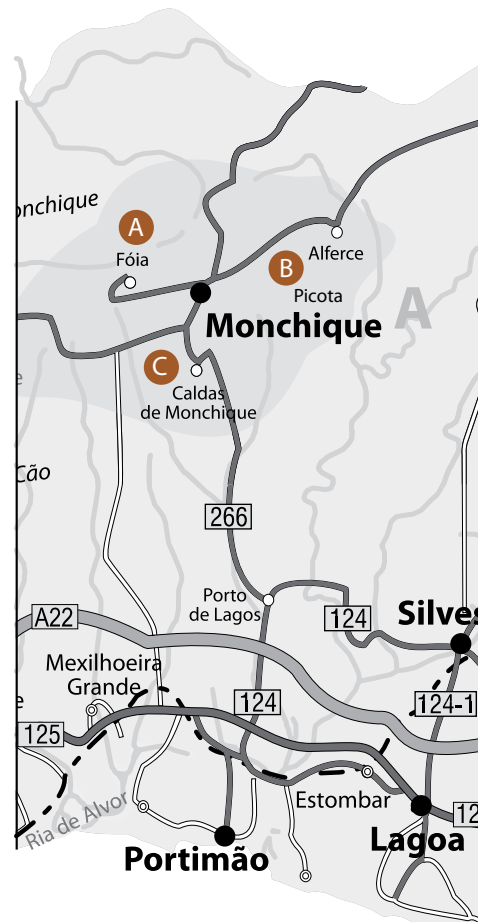 onchique
A
Fóia
Alferce
B
Picota
A
Monchique
C
Caldas
de Monchique
e
Cão
266
Porto
de Lagos
A22
124
Silves
Mexilhoeira
Grande
124
124-1
e
125
Estombar
12
Ria de Alvor
Lagoa
Portimão